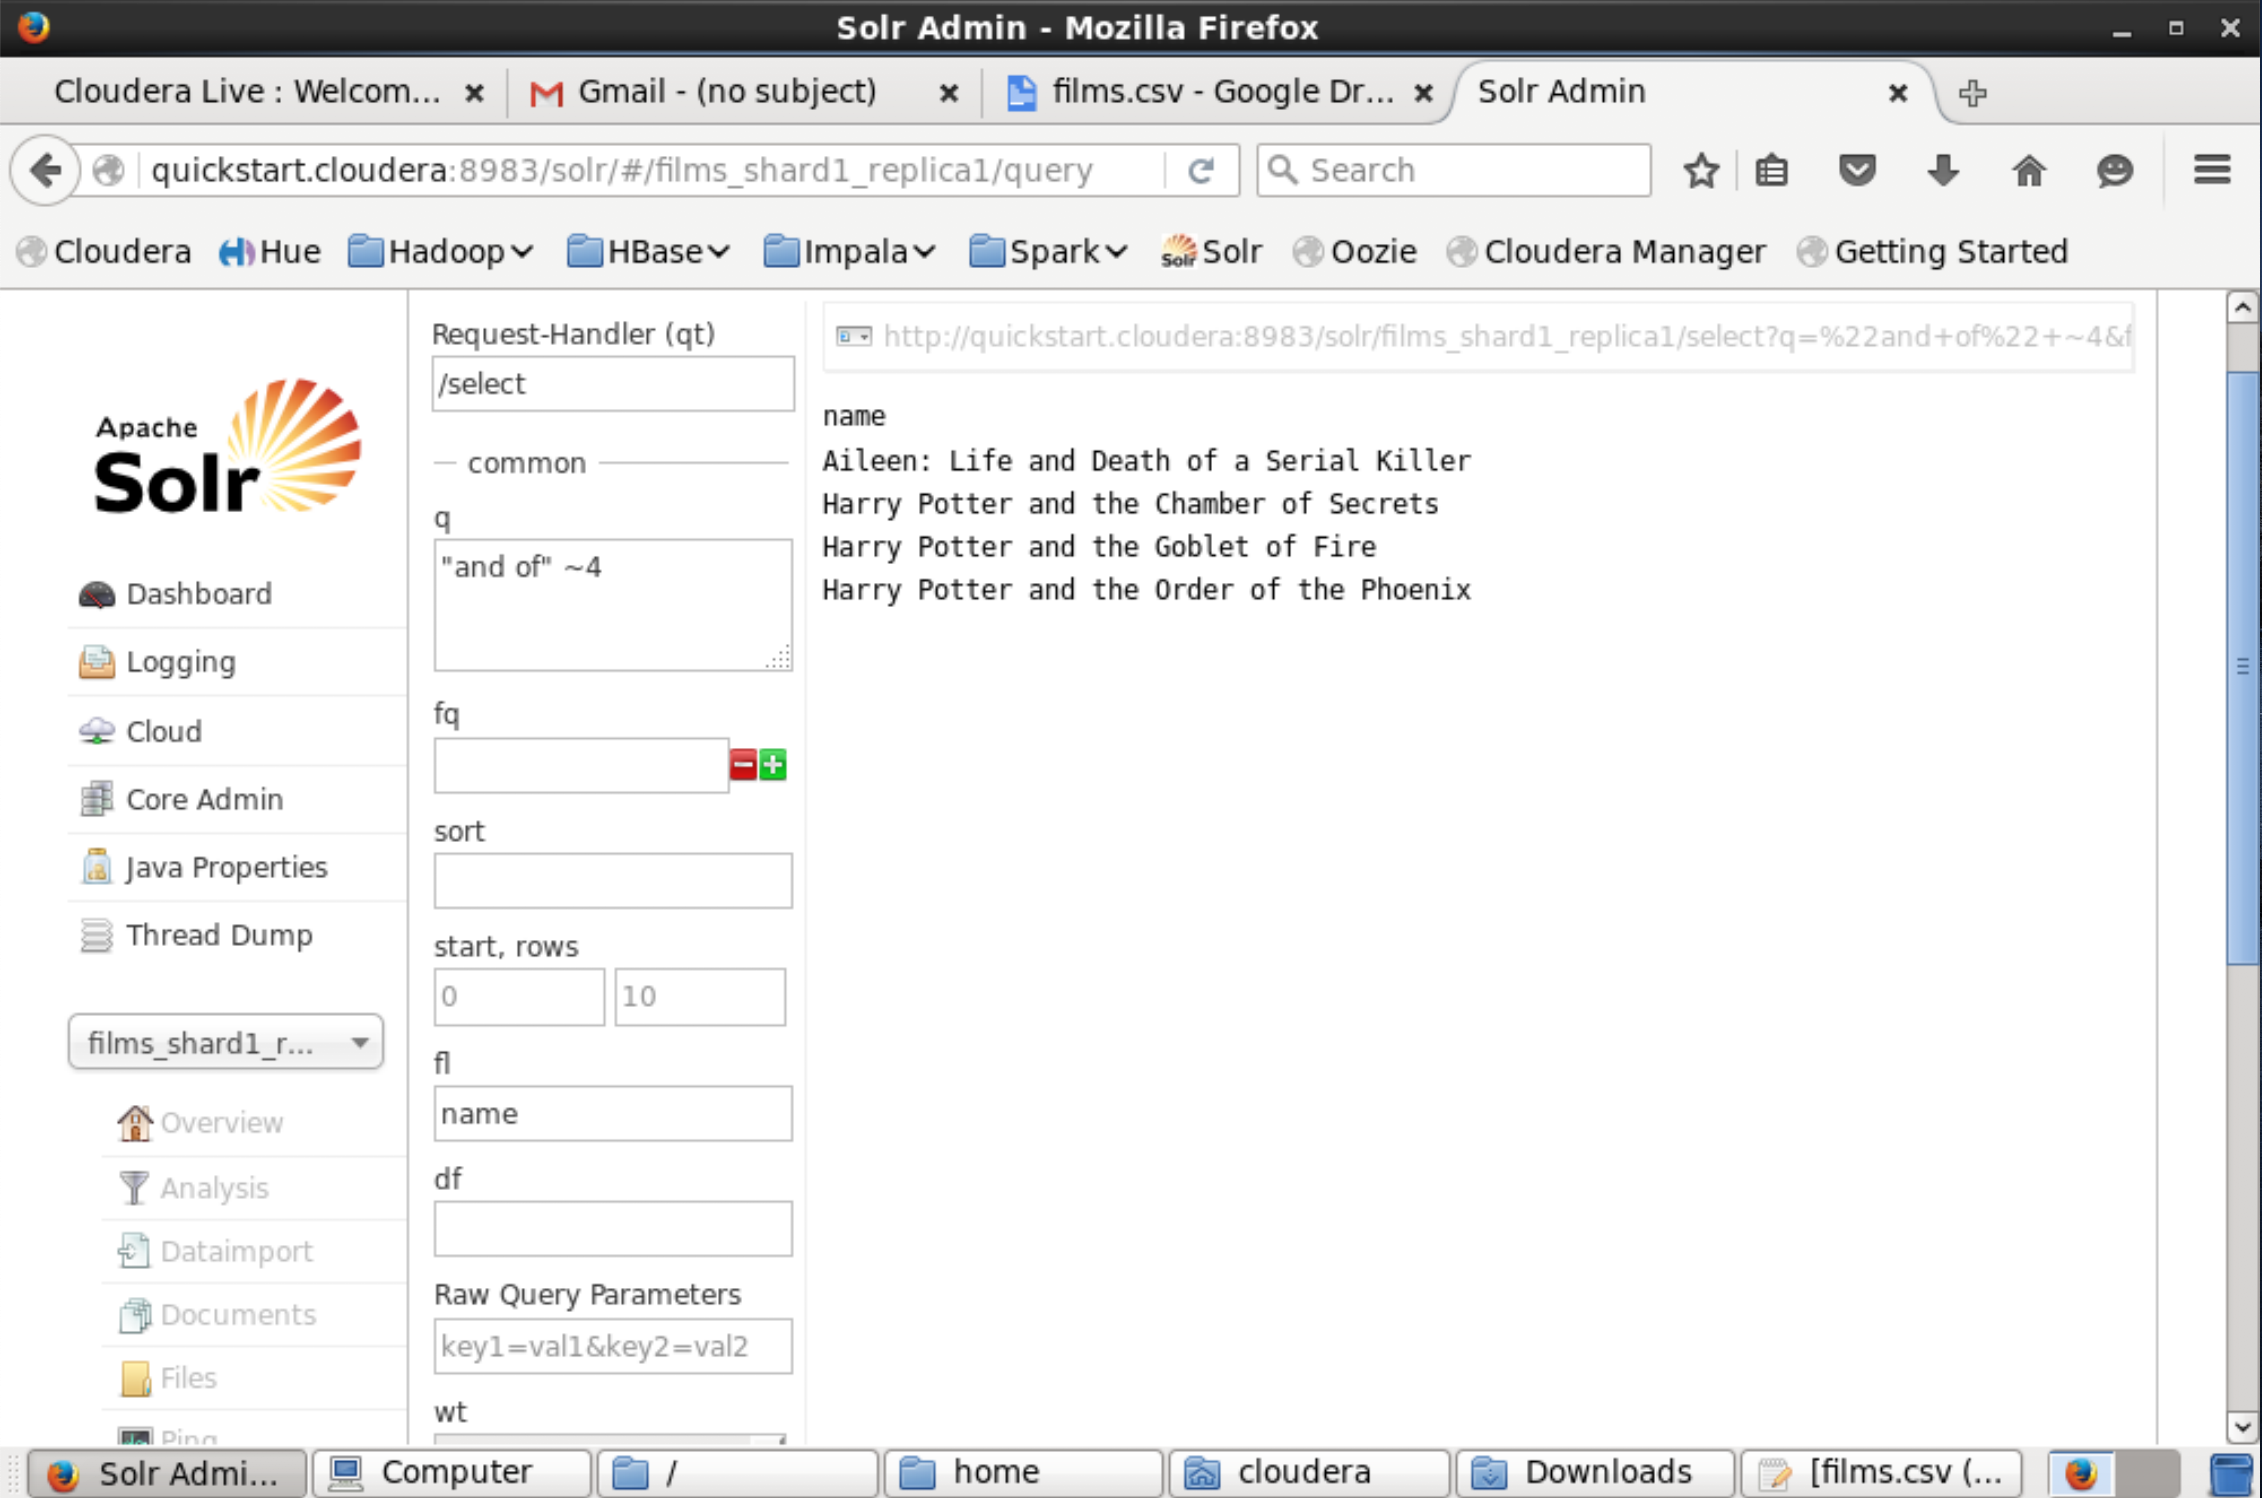 Solr Admin - Mozilla Firefox
Cloudera Live : Welcom...
Gmail - (no subject)
films.csv - Google Dr...
Solr Admin
quickstart.cloudera:8983/solr/#/films_shard1_replica1/query
Search
Cloudera
Hue
Hadoop
HBase
Impala
Spark
Solr
Oozie
Cloudera Manager
Getting Started
Apache
Solr
Dashboard
Logging
Cloud
Core Admin
Java Properties
Thread Dump
films_shard1_r...
Overview
Analysis
Dataimport
Documents
Files
Ping
Request-Handler (qt)
/select
common
q
"and of" ~4
fq
sort
start, rows
0
10
fl
name
df
Raw Query Parameters
key1=val1&key2=val2
wt
http://quickstart.cloudera:8983/solr/films_shard1_replica1/select?q=%22and+of%22+~4&f
name
Aileen: Life and Death of a Serial Killer
Harry Potter and the Chamber of Secrets
Harry Potter and the Goblet of Fire
Harry Potter and the Order of the Phoenix
Solr Admi...
Computer
/
home
cloudera
Downloads
[films.csv (...